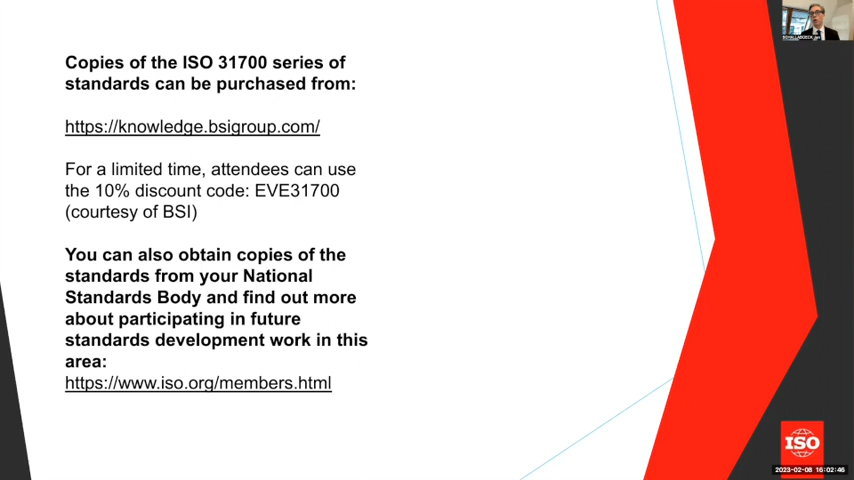 Copies of the ISO 31700 series of
standards can be purchased from:
https://knowledge.bsigroup.com/
For a limited time, attendees can use
the 10% discount code: EVE31700
(courtesy of BSI)
You can also obtain copies of the
standards from your National
Standards Body and find out more
about participating in future
standards development work in this
area:
https://www.iso.org/members.html
ISO
2023-02-08 16:02:46